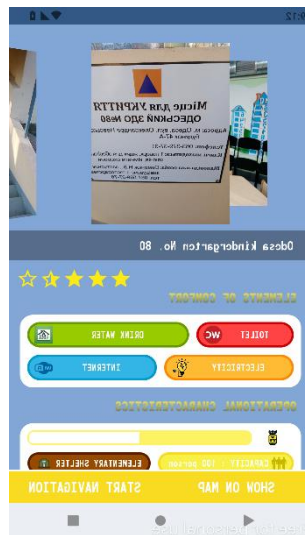 Місце для УКРИТТЯ
ОДЕСЬКИЙ ЗДО №80
Odesa kindergarten No. 80
ELEMENTS OF COMFORT
TOILET WC DRINK WATER
ELECTRICITY INTERNET
OPERATIONAL CHARACTERISTICS
CAPACITY : 100 person ELEMENTARY SHELTER
SHOW ON MAP START NAVIGATION